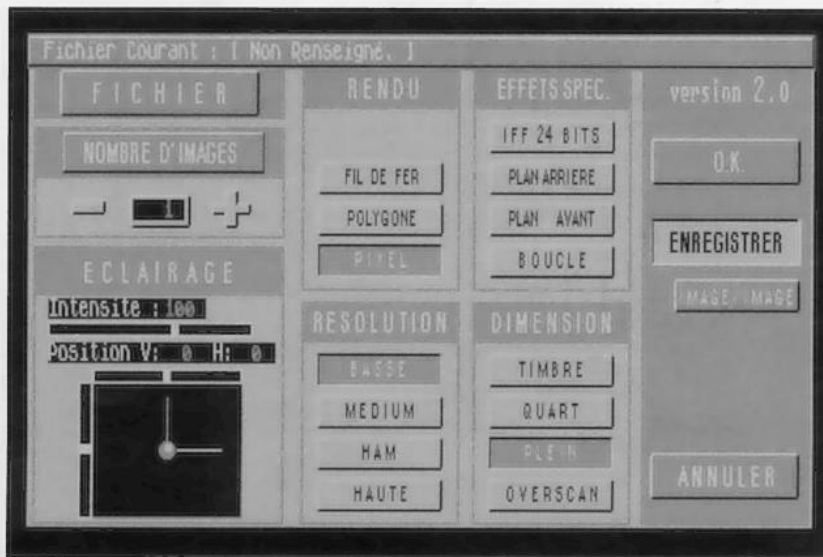 Fichier Courant : [ Non Renseigné. ]
FICHIER
NOMBRE D'IMAGES
1
ECLAIRAGE
Intensite : 100
Position V: 0 H: 0
RENDU
FIL DE FER
POLYGONE
PIXEL
RESOLUTION
BASSE
MEDIUM
HAM
HAUTE
EFFETS SPEC.
IFF 24 BITS
PLAN ARRIERE
PLAN AVANT
BOUCLE
DIMENSION
TIMBRE
QUART
PLEIN
OVERSCAN
version 2.0
O.K.
ENREGISTRER
IMAGE/IMAGE
ANNULER